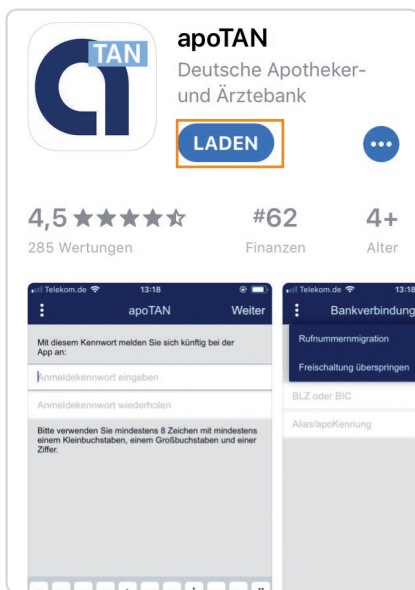 TAN
apoTAN
Deutsche Apotheker-
und Ärztebank
LADEN
4,5
#62
4+
285 Wertungen
Finanzen
Alter
Telekom.de
13:18
apoTAN
Weiter
Mit diesem Kennwort melden Sie sich künftig bei der
App an:
Anmeldekennwort eingeben
Anmeldekennwort wiederholen
Bitte verwenden Sie mindestens 8 Zeichen mit mindestens
einem Kleinbuchstaben, einem Großbuchstaben und einer
Ziffer.
Telekom.de
13:18
Bankverbindung
Rufnummernmigration
Freischaltung überspringen
BLZ oder BIC
Alias/apoKennung